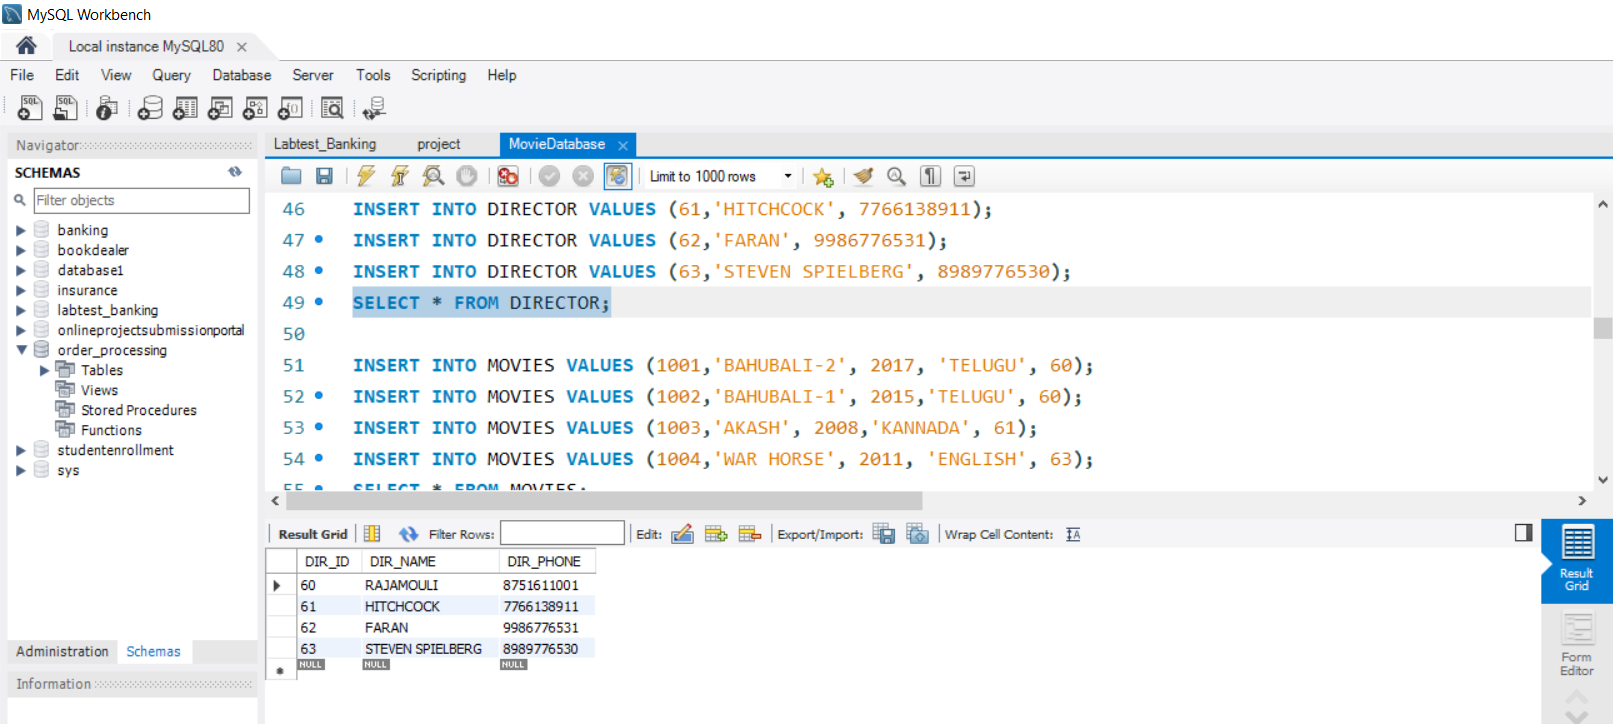 MySQL Workbench
Local instance MySQL80
File Edit View Query Database Server Tools Scripting Help
Navigator
SCHEMAS
Filter objects
banking
bookdealer
database1
insurance
labtest_banking
onlineprojectsubmissionportal
order_processing
Tables
Views
Stored Procedures
Functions
studentenrollment
sys
Administration Schemas
Information
Labtest_Banking project MovieDatabase
Limit to 1000 rows
46 INSERT INTO DIRECTOR VALUES (61,'HITCHCOCK', 7766138911);
47 INSERT INTO DIRECTOR VALUES (62,'FARAN', 9986776531);
48 INSERT INTO DIRECTOR VALUES (63,'STEVEN SPIELBERG', 8989776530);
49 SELECT * FROM DIRECTOR;
50
51 INSERT INTO MOVIES VALUES (1001,'BAHUBALI-2', 2017, 'TELUGU', 60);
52 INSERT INTO MOVIES VALUES (1002,'BAHUBALI-1', 2015,'TELUGU', 60);
53 INSERT INTO MOVIES VALUES (1003,'AKASH', 2008,'KANNADA', 61);
54 INSERT INTO MOVIES VALUES (1004,'WAR HORSE', 2011, 'ENGLISH', 63);
55 SELECT * FROM MOVIES;
Result Grid Filter Rows: Edit: Export/Import: Wrap Cell Content:
DIR_ID DIR_NAME DIR_PHONE
60 RAJAMOULI 8751611001
61 HITCHCOCK 7766138911
62 FARAN 9986776531
63 STEVEN SPIELBERG 8989776530
NULL NULL NULL
Result
Grid
Form
Editor